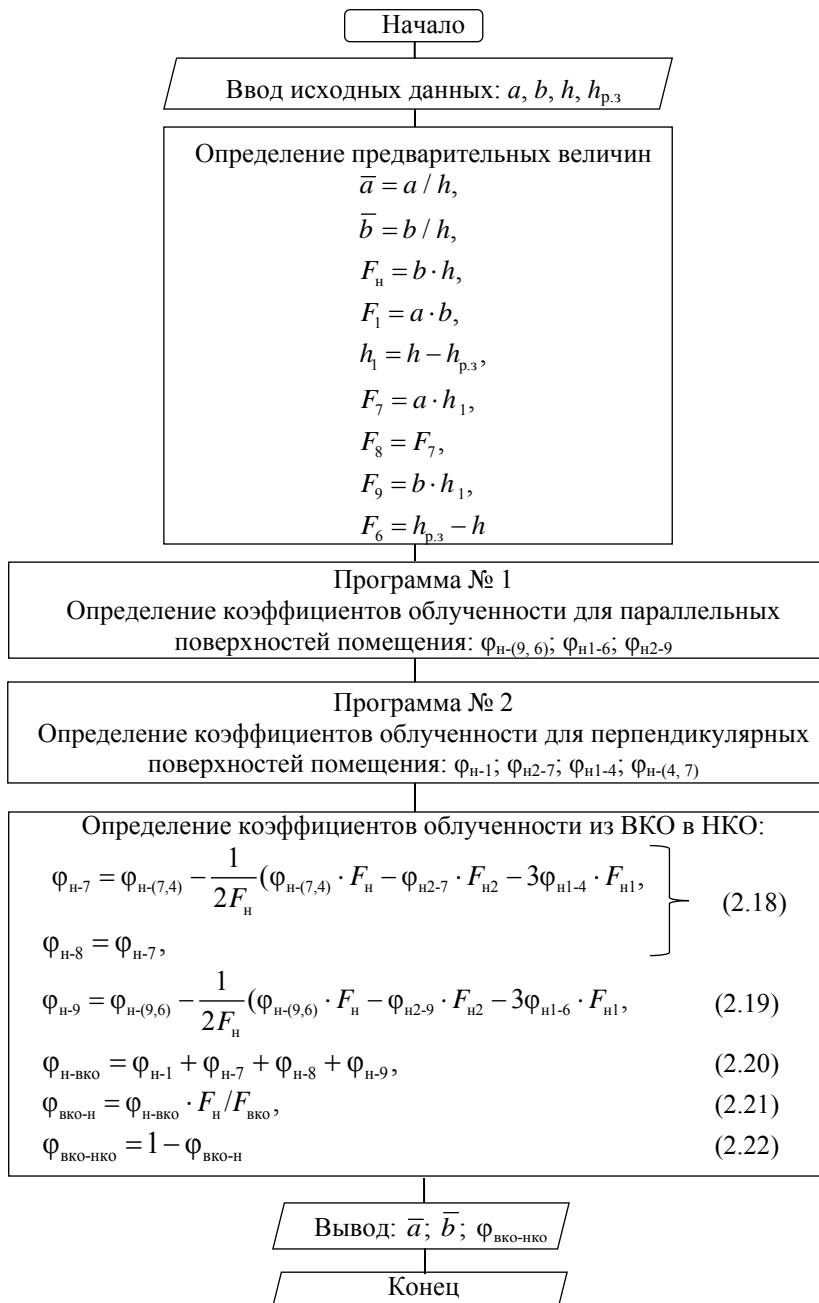 Начало
Ввод исходных данных: a, b, h, hр.з
Определение предварительных величин
a̅ = a / h,
b̅ = b / h,
Fн = b · h,
F1 = a · b,
h1 = h − hр.з,
F7 = a · h1,
F8 = F7,
F9 = b · h1,
F6 = hр.з − h
Программа № 1
Определение коэффициентов облученности для параллельных
поверхностей помещения: φн-(9, 6); φн1-6; φн2-9
Программа № 2
Определение коэффициентов облученности для перпендикулярных
поверхностей помещения: φн-1; φн2-7; φн1-4; φн-(4, 7)
Определение коэффициентов облученности из ВКО в НКО:
φн-7 = φн-(7,4) − 1/2Fн (φн-(7,4) · Fн − φн2-7 · Fн2 − 3φн1-4 · Fн1, (2.18)
φн-8 = φн-7,
φн-9 = φн-(9,6) − 1/2Fн (φн-(9,6) · Fн − φн2-9 · Fн2 − 3φн1-6 · Fн1, (2.19)
φн-вко = φн-1 + φн-7 + φн-8 + φн-9, (2.20)
φвко-н = φн-вко · Fн /Fвко, (2.21)
φвко-нко = 1 − φвко-н (2.22)
Вывод: a̅; b̅; φвко-нко
Конец